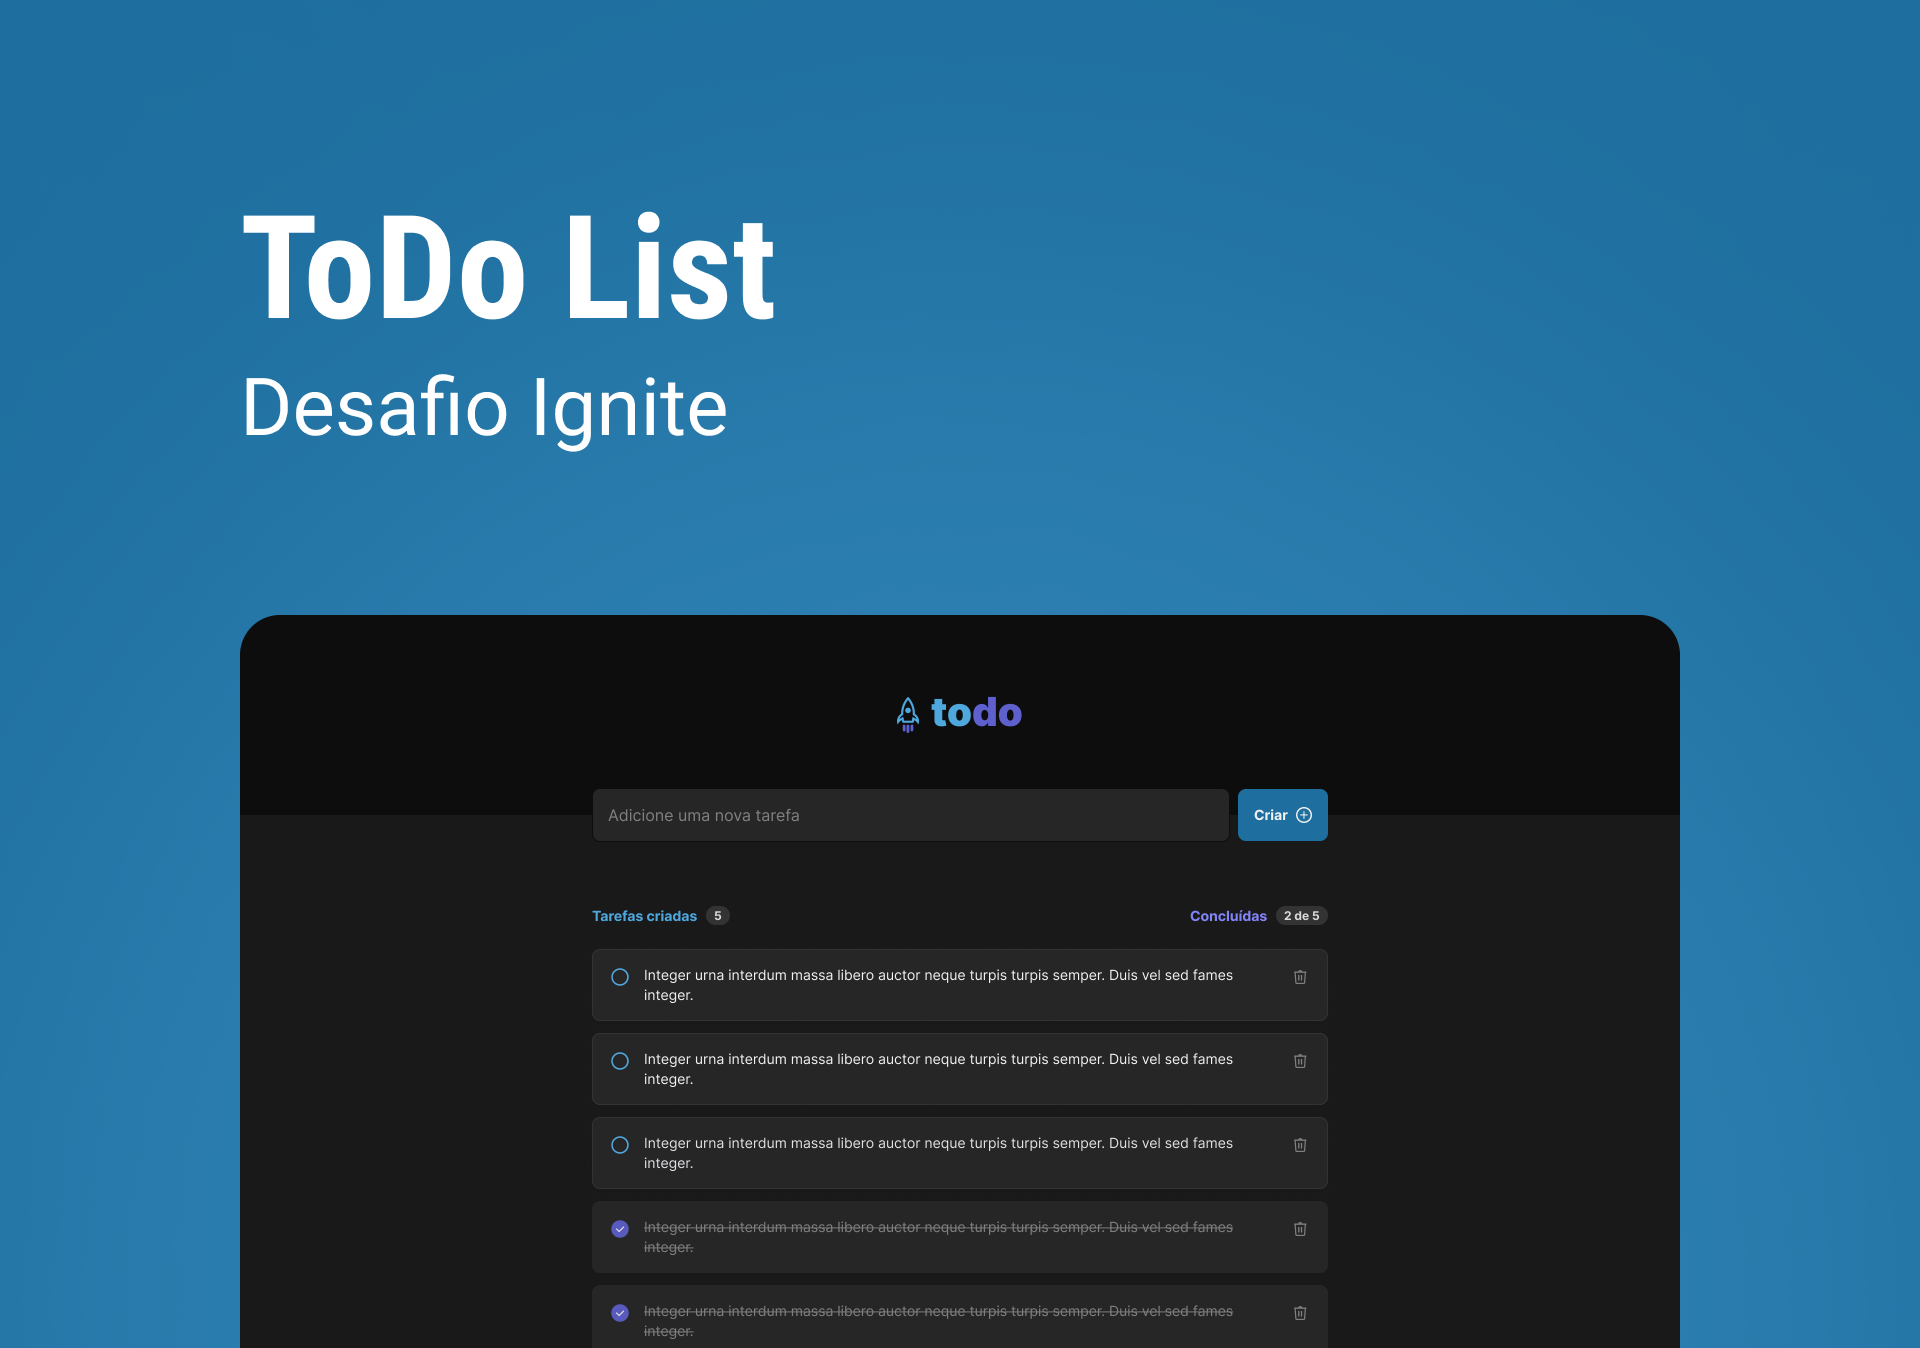 ToDo List
Desafio Ignite
todo
Adicione uma nova tarefa
Criar
Tarefas criadas 5
Concluídas 2 de 5
Integer urna interdum massa libero auctor neque turpis turpis semper. Duis vel sed fames
integer.
Integer urna interdum massa libero auctor neque turpis turpis semper. Duis vel sed fames
integer.
Integer urna interdum massa libero auctor neque turpis turpis semper. Duis vel sed fames
integer.
Integer urna interdum massa libero auctor neque turpis turpis semper. Duis vel sed fames
integer.
Integer urna interdum massa libero auctor neque turpis turpis semper. Duis vel sed fames
integer.